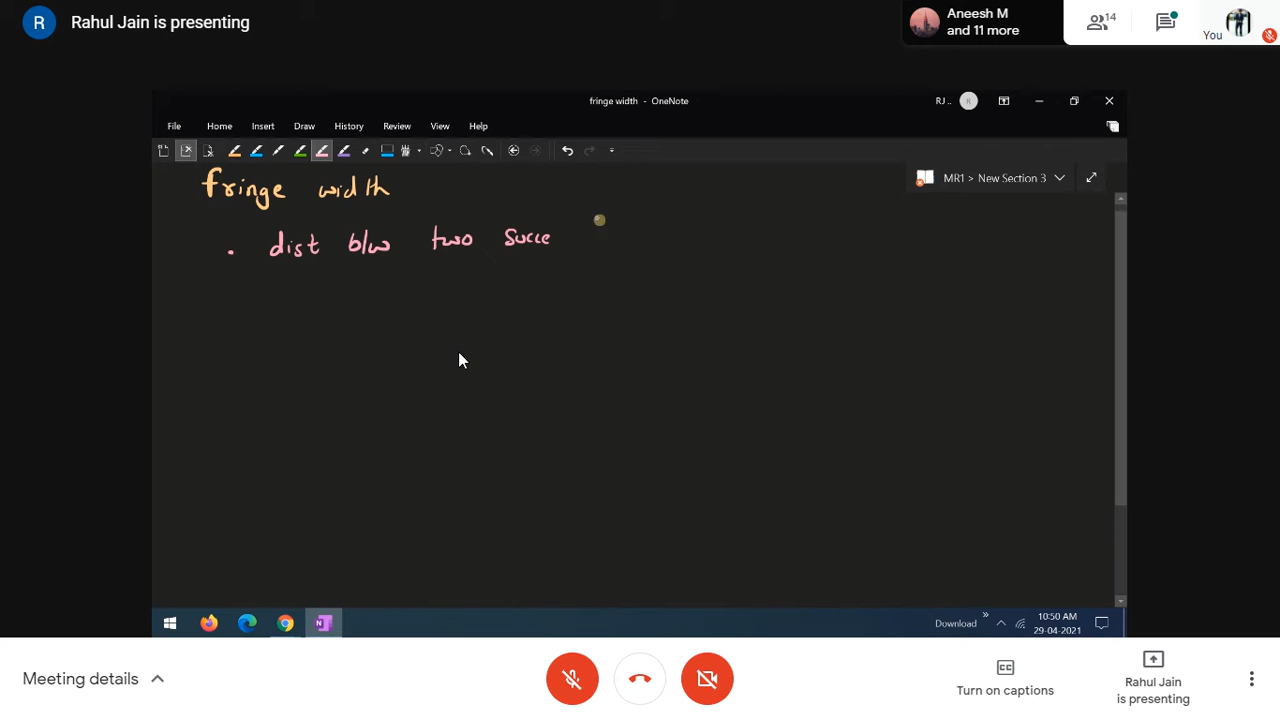 R Rahul Jain is presenting
Aneesh M
and 11 more
14
You
fringe width - OneNote
RJ ..
File Home Insert Draw History Review View Help
MR1 > New Section 3
fringe width
. dist b/w two Succe
Download »
10:50 AM
29-04-2021
Meeting details
CC
Turn on captions
Rahul Jain
is presenting